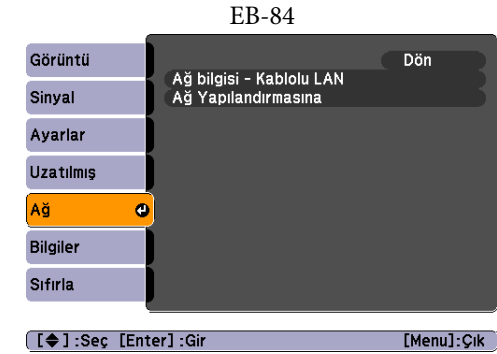 EB-84
Görüntü
Dön
Ağ bilgisi - Kablolu LAN
Sinyal
Ağ Yapılandırmasına
Ayarlar
Uzatılmış
Ağ
Bilgiler
Sıfırla
[◆] :Seç [Enter] :Gir [Menu]:Çık